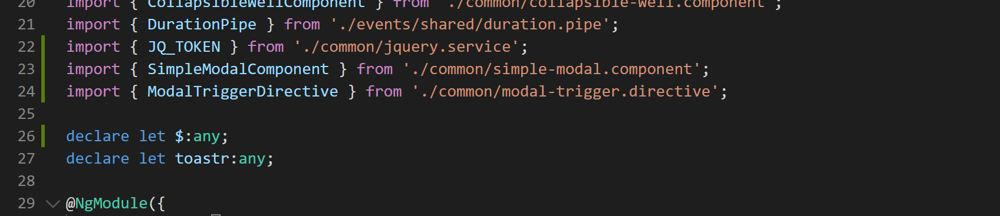 20 import { CollapsibleWellComponent } from './common/collapsible-well.component';
21 import { DurationPipe } from './events/shared/duration.pipe';
22 import { JQ_TOKEN } from './common/jquery.service';
23 import { SimpleModalComponent } from './common/simple-modal.component';
24 import { ModalTriggerDirective } from './common/modal-trigger.directive';
25
26 declare let $:any;
27 declare let toastr:any;
28
29 @NgModule({